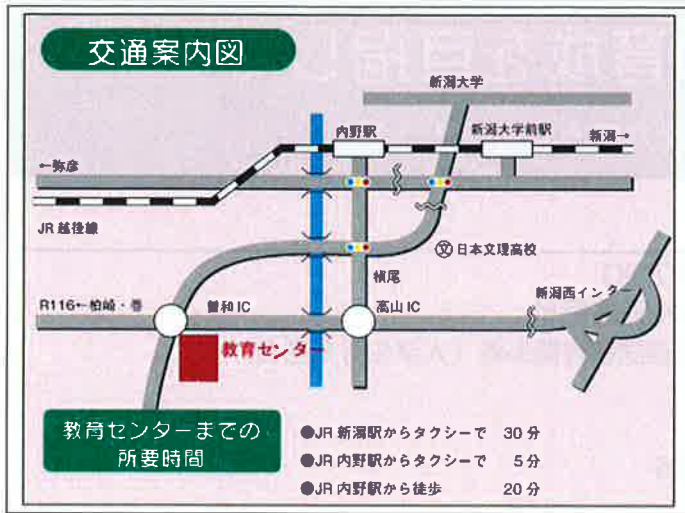 交通案内図
新潟大学
内野駅
新潟大学前駅
新潟→
←弥彦
JR 越後線
文 日本文理高校
槇尾
新潟西インター
R116←柏崎・巻
曽和 IC
高山 IC
教育センター
教育センターまでの
所要時間
●JR 新潟駅からタクシーで 30 分
●JR 内野駅からタクシーで 5 分
●JR 内野駅から徒歩 20 分